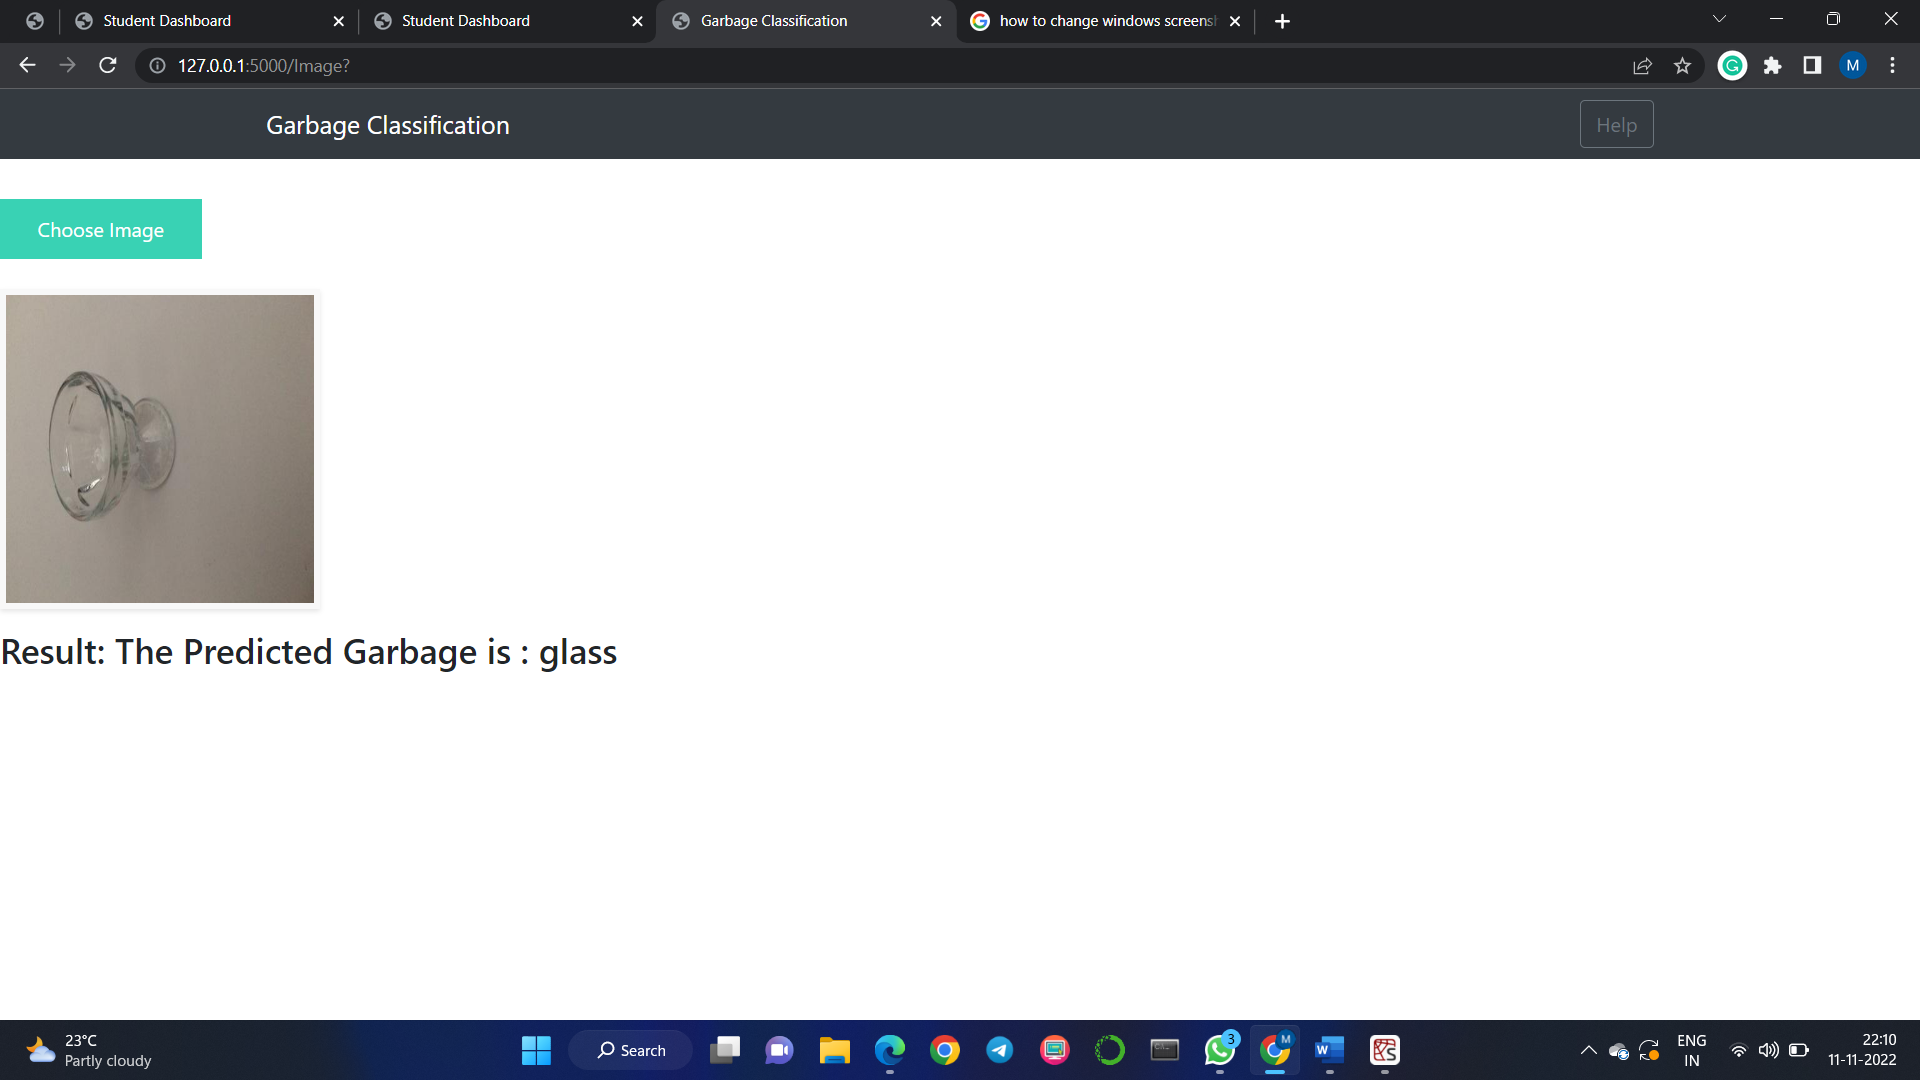 Student Dashboard
Student Dashboard
Garbage Classification
how to change windows screens
127.0.0.1:5000/Image?
M
Garbage Classification
Help
Choose Image
Result: The Predicted Garbage is : glass
23°C
Partly cloudy
Search
3
M
ENG
IN
22:10
11-11-2022